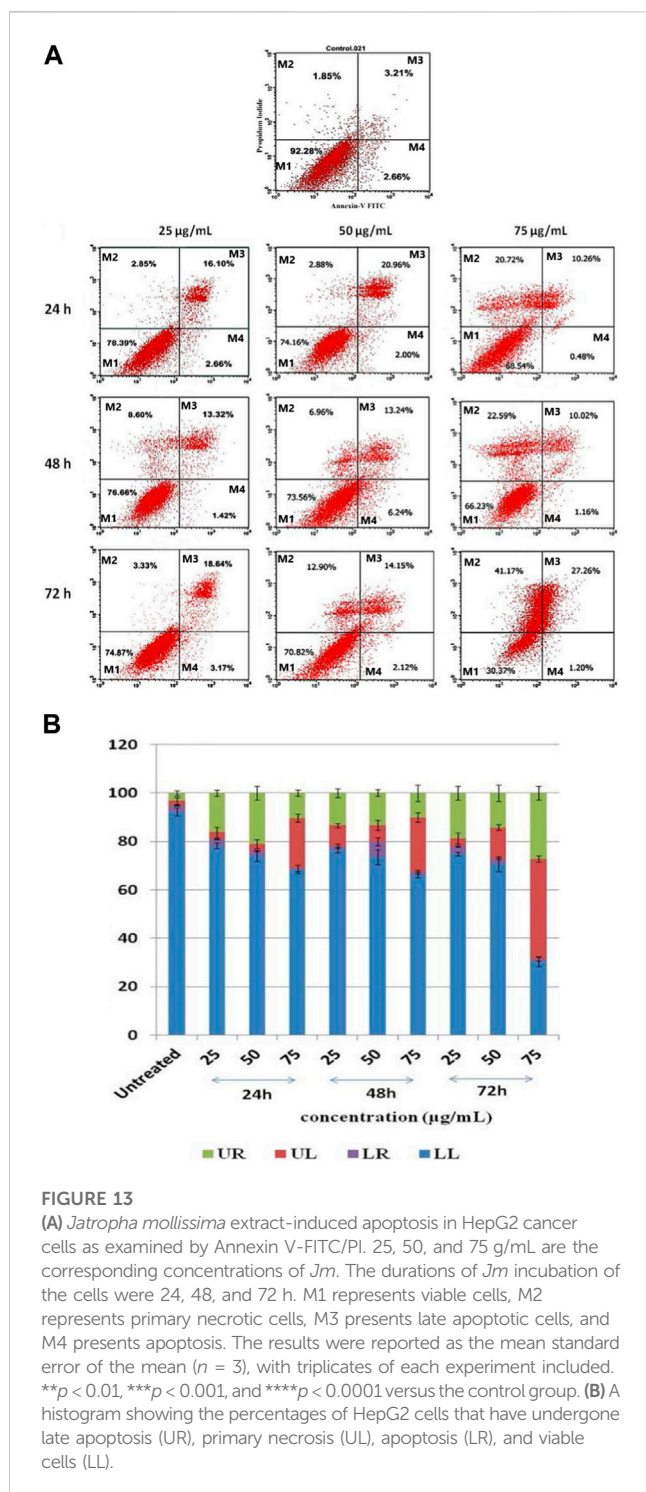 A
Control.021
M2
1.85%
3.21%
M3
Propidum Iodide
92.28%
M1
M4
2.66%
Annexin-V FITC
25 µg/mL
50 µg/mL
75 µg/mL
24 h
M2
2.85%
M3
16.10%
78.39%
M1
M4
2.66%
M2
2.88%
M3
20.96%
74.16%
M1
M4
2.00%
M2
20.72%
M3
10.26%
M1
68.54%
M4
0.48%
48 h
M2
8.60%
M3
13.32%
76.66%
M1
M4
1.42%
M2
6.96%
M3
13.24%
73.56%
M1
M4
6.24%
M2
22.59%
M3
10.02%
66.23%
M1
M4
1.16%
72 h
M2
3.33%
M3
18.64%
74.87%
M1
M4
3.17%
M2
12.90%
M3
14.15%
70.82%
M1
M4
2.12%
M2
41.17%
M3
27.26%
M1
30.37%
M4
1.20%
B
120
100
80
60
40
20
0
Untreated 25 50 75 25 50 75 25 50 75
24h 48h 72h
concentration (µg/mL)
UR UL LR LL
FIGURE 13
(A) Jatropha mollissima extract-induced apoptosis in HepG2 cancer
cells as examined by Annexin V-FITC/PI. 25, 50, and 75 g/mL are the
corresponding concentrations of Jm. The durations of Jm incubation of
the cells were 24, 48, and 72 h. M1 represents viable cells, M2
represents primary necrotic cells, M3 presents late apoptotic cells, and
M4 presents apoptosis. The results were reported as the mean standard
error of the mean (n = 3), with triplicates of each experiment included.
**p < 0.01, ***p < 0.001, and ****p < 0.0001 versus the control group. (B) A
histogram showing the percentages of HepG2 cells that have undergone
late apoptosis (UR), primary necrosis (UL), apoptosis (LR), and viable
cells (LL).